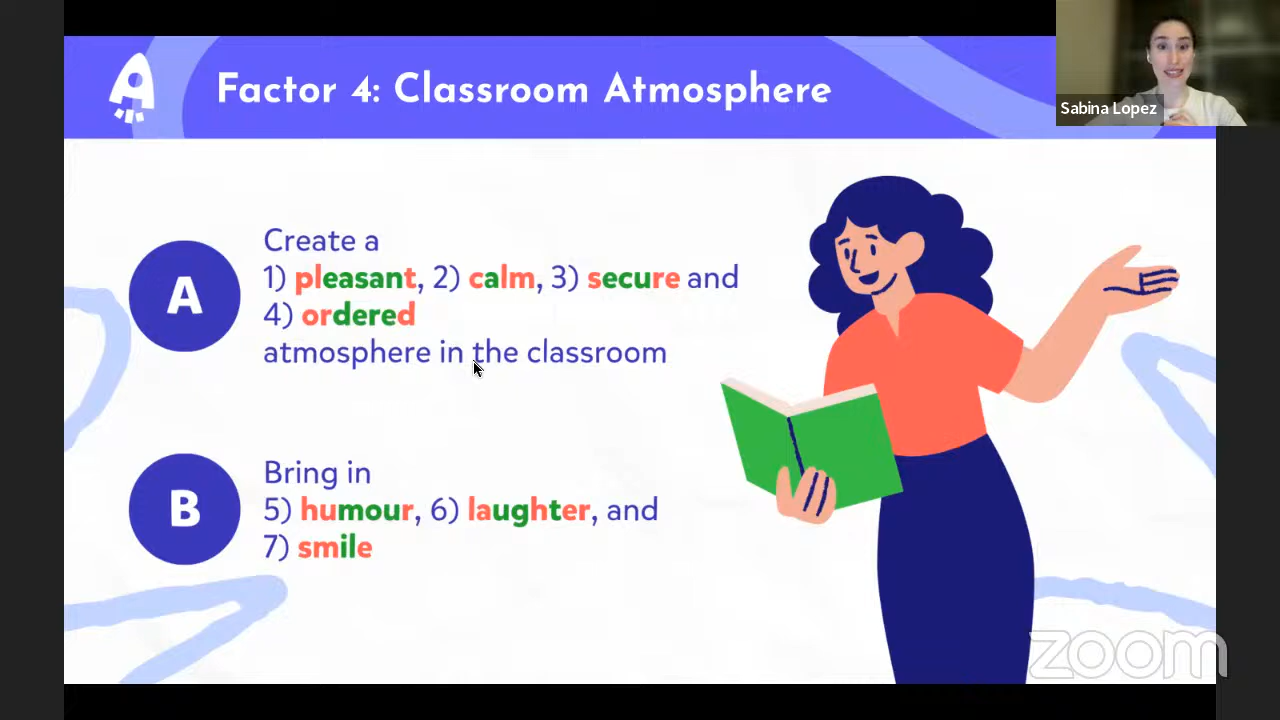 Factor 4: Classroom Atmosphere
Sabina Lopez
A
Create a
1) pleasant, 2) calm, 3) secure and
4) ordered
atmosphere in the classroom
B
Bring in
5) humour, 6) laughter, and
7) smile
zoom